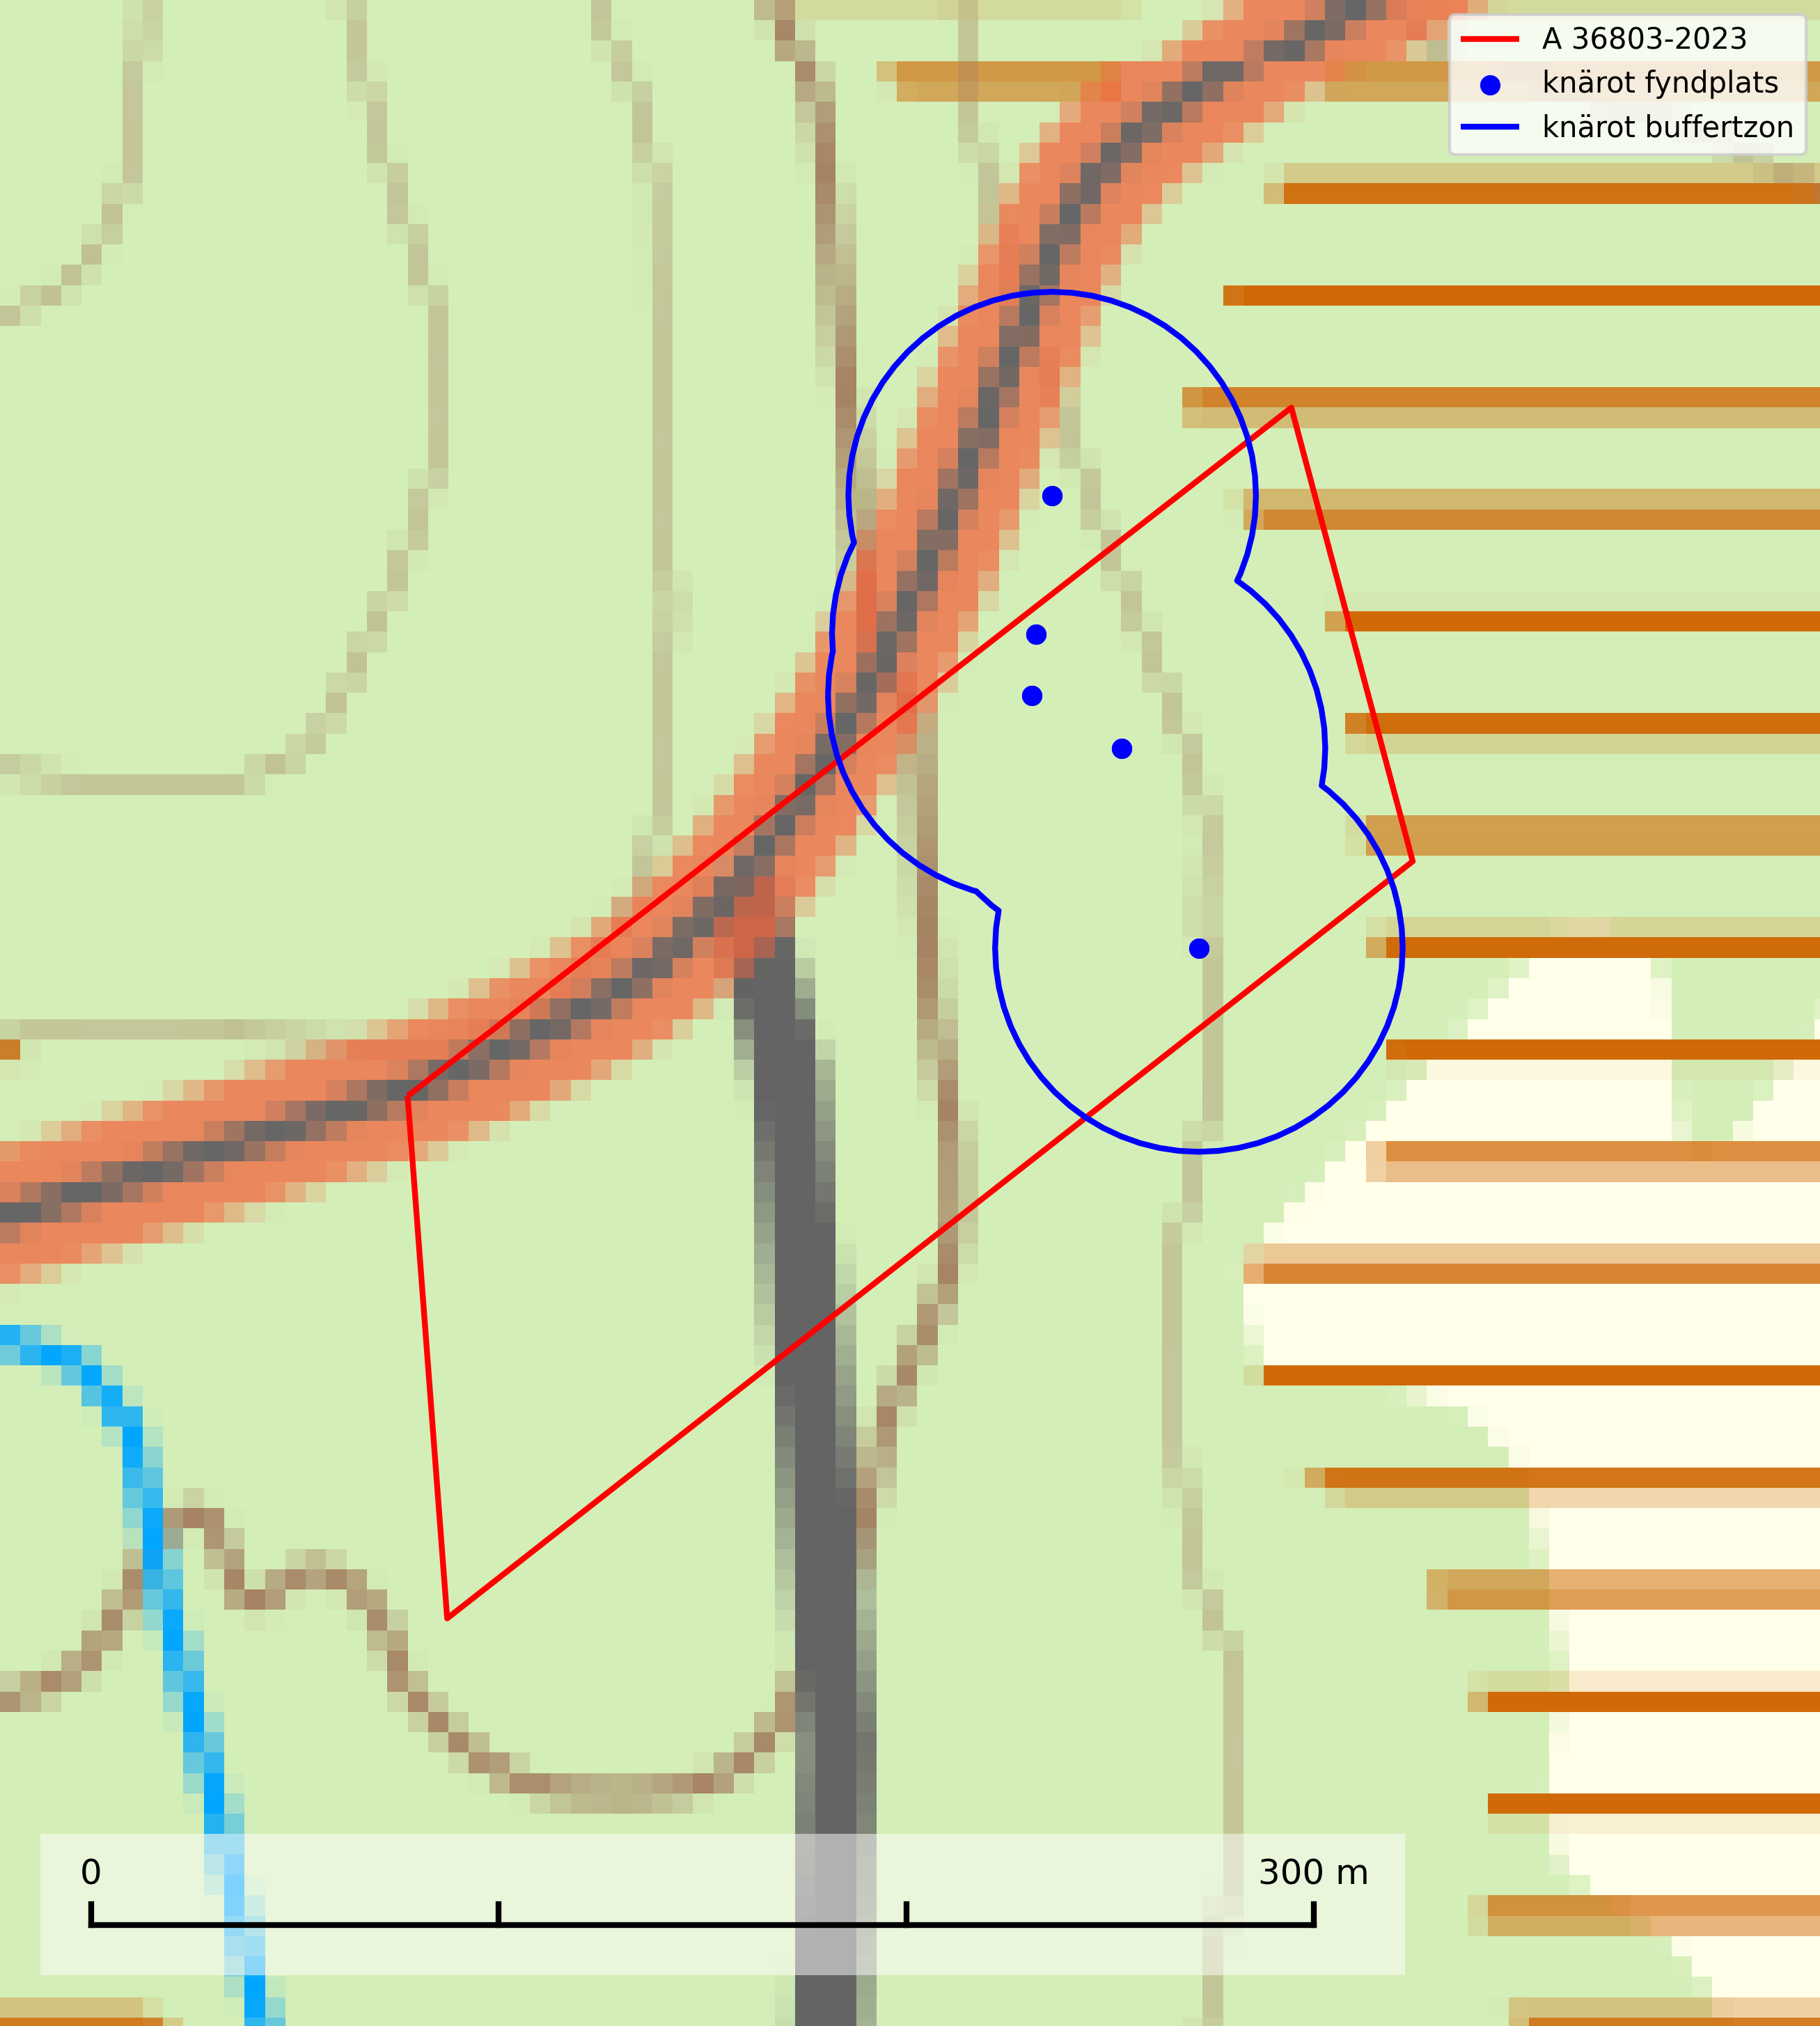 A 36803-2023
knärot fyndplats
knärot buffertzon
0
300 m